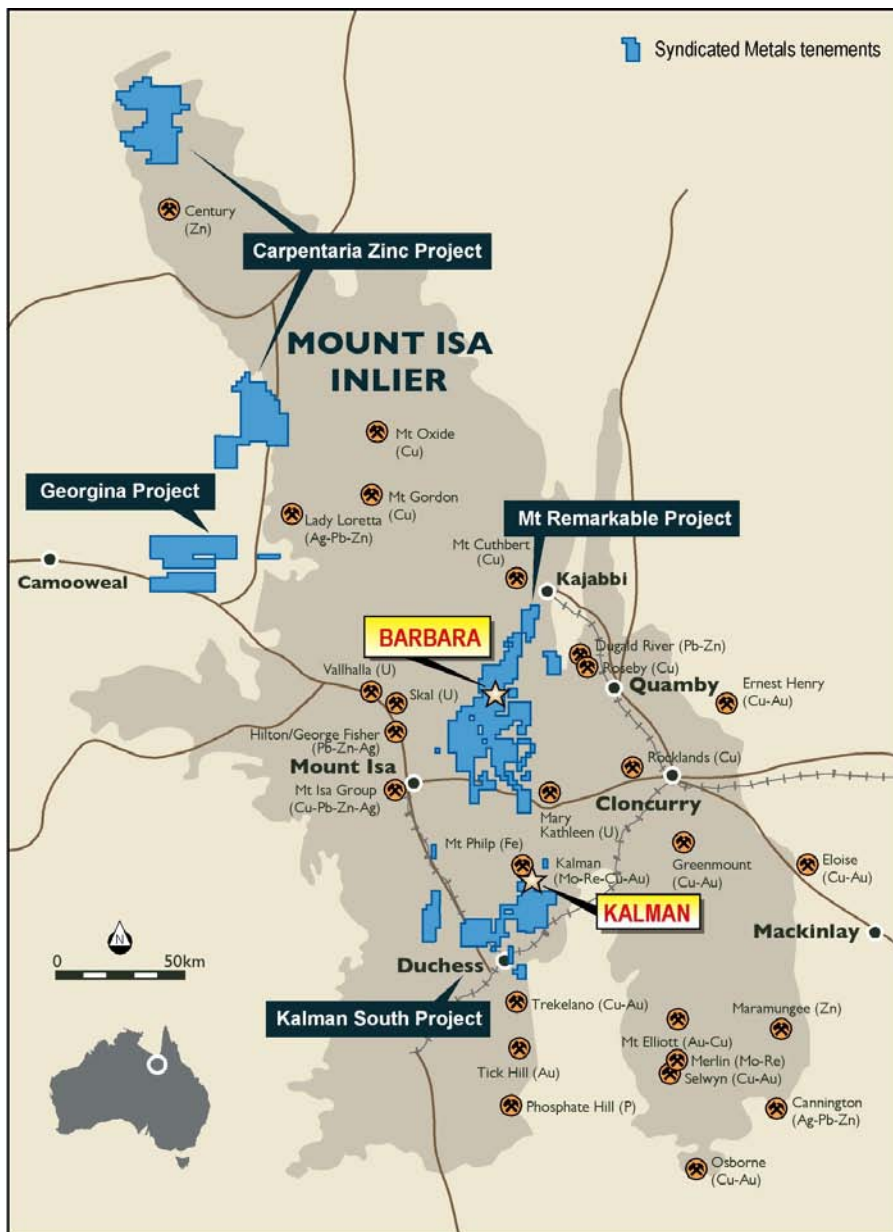 Syndicated Metals tenements
Century
(Zn)
Carpentaria Zinc Project
MOUNT ISA
INLIER
Mt Oxide
(Cu)
Georgina Project
Mt Gordon
(Cu)
Lady Loretta
(Ag-Pb-Zn)
Mt Remarkable Project
Mt Cuthbert
(Cu)
Camooweal
Kajabbi
BARBARA
Dugald River (Pb-Zn)
Roseby (Cu)
Vallhalla (U)
Skal (U)
Quamby
Ernest Henry
(Cu-Au)
Hilton/George Fisher
(Pb-Zn-Ag)
Rocklands (Cu)
Mount Isa
Mt Isa Group
(Cu-Pb-Zn-Ag)
Cloncurry
Mary
Kathleen (U)
Mt Philp (Fe)
Kalman
(Mo-Re-Cu-Au)
Greenmount
(Cu-Au)
Eloise
(Cu-Au)
KALMAN
Mackinlay
N
0 50km
Duchess
Kalman South Project
Trekelano (Cu-Au)
Maramungee (Zn)
Mt Elliott (Au-Cu)
Merlin (Mo-Re)
Selwyn (Cu-Au)
Tick Hill (Au)
Phosphate Hill (P)
Cannington
(Ag-Pb-Zn)
Osborne
(Cu-Au)